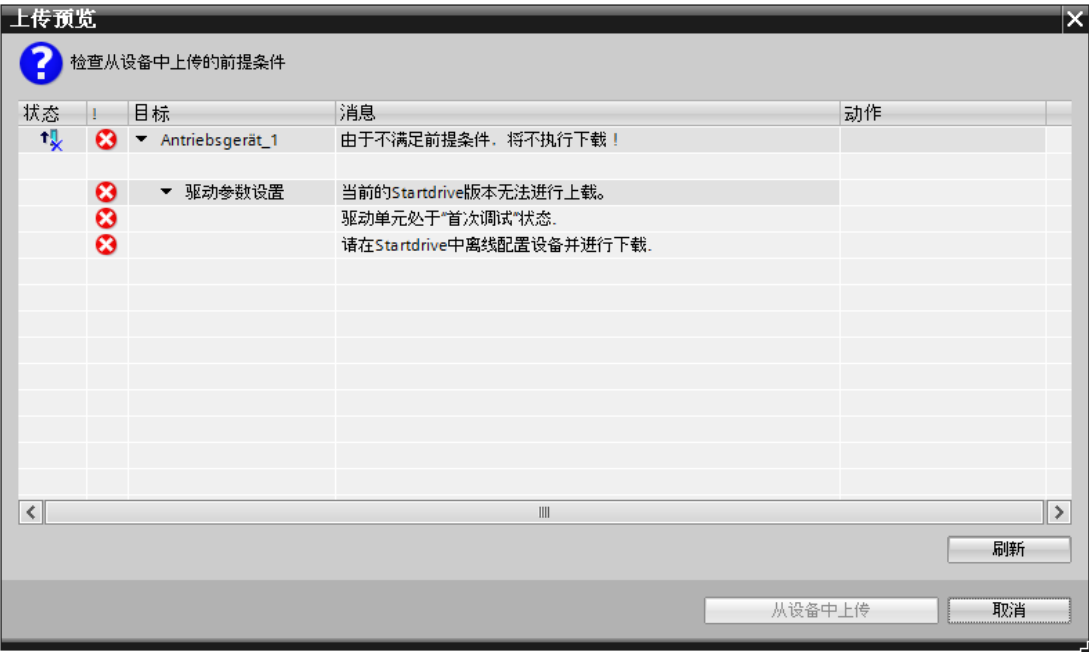 上传预览
检查从设备中上传的前提条件
状态 ! 目标 消息 动作
Antriebsgerät_1 由于不满足前提条件，将不执行下载！
驱动参数设置 当前的Startdrive版本无法进行上载。
驱动单元处于"首次调试"状态.
请在Startdrive中离线配置设备并进行下载.
刷新
从设备中上传 取消